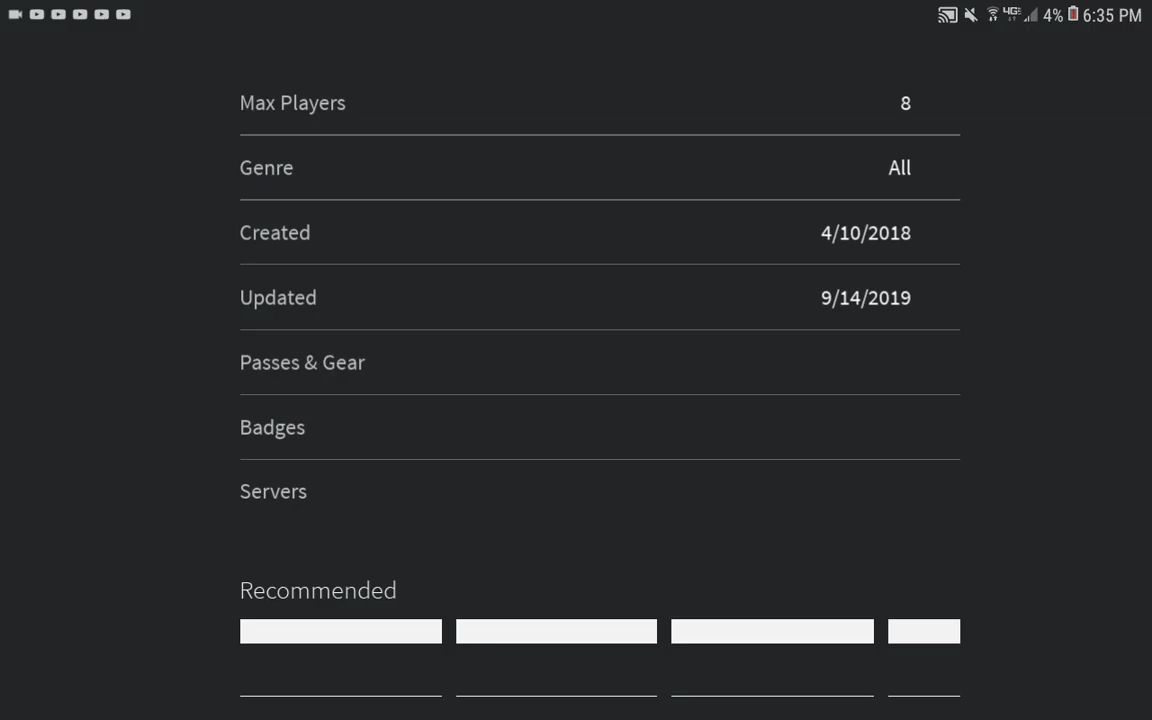 4G 4% 6:35 PM
Max Players 8
Genre All
Created 4/10/2018
Updated 9/14/2019
Passes & Gear
Badges
Servers
Recommended